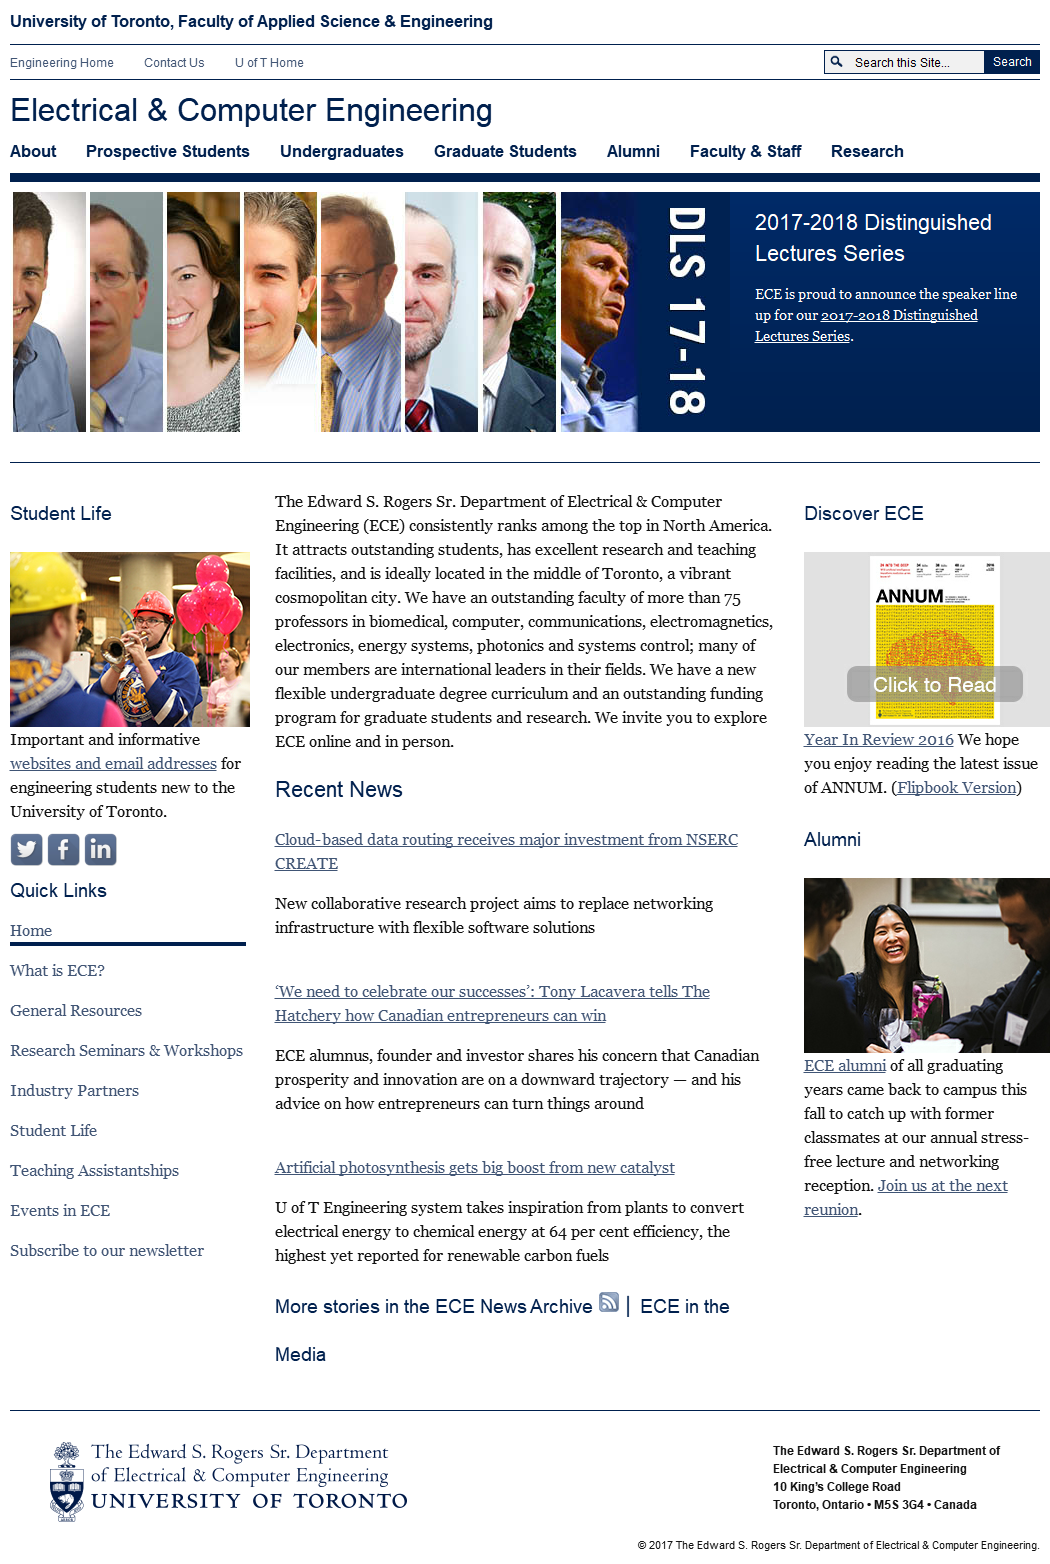 University of Toronto, Faculty of Applied Science & Engineering
Engineering Home
Contact Us
U of T Home
Search this Site...
Search
Electrical & Computer Engineering
About
Prospective Students
Undergraduates
Graduate Students
Alumni
Faculty & Staff
Research
DLS 17-18
2017-2018 Distinguished
Lectures Series
ECE is proud to announce the speaker line
up for our 2017-2018 Distinguished
Lectures Series.
Student Life
Important and informative
websites and email addresses for
engineering students new to the
University of Toronto.
Quick Links
Home
What is ECE?
General Resources
Research Seminars & Workshops
Industry Partners
Student Life
Teaching Assistantships
Events in ECE
Subscribe to our newsletter
The Edward S. Rogers Sr. Department of Electrical & Computer
Engineering (ECE) consistently ranks among the top in North America.
It attracts outstanding students, has excellent research and teaching
facilities, and is ideally located in the middle of Toronto, a vibrant
cosmopolitan city. We have an outstanding faculty of more than 75
professors in biomedical, computer, communications, electromagnetics,
electronics, energy systems, photonics and systems control; many of
our members are international leaders in their fields. We have a new
flexible undergraduate degree curriculum and an outstanding funding
program for graduate students and research. We invite you to explore
ECE online and in person.
Recent News
Cloud-based data routing receives major investment from NSERC
CREATE
New collaborative research project aims to replace networking
infrastructure with flexible software solutions
‘We need to celebrate our successes’: Tony Lacavera tells The
Hatchery how Canadian entrepreneurs can win
ECE alumnus, founder and investor shares his concern that Canadian
prosperity and innovation are on a downward trajectory — and his
advice on how entrepreneurs can turn things around
Artificial photosynthesis gets big boost from new catalyst
U of T Engineering system takes inspiration from plants to convert
electrical energy to chemical energy at 64 per cent efficiency, the
highest yet reported for renewable carbon fuels
More stories in the ECE News Archive | ECE in the
Media
Discover ECE
ANNUM
Click to Read
Year In Review 2016 We hope
you enjoy reading the latest issue
of ANNUM. (Flipbook Version)
Alumni
ECE alumni of all graduating
years came back to campus this
fall to catch up with former
classmates at our annual stress-
free lecture and networking
reception. Join us at the next
reunion.
The Edward S. Rogers Sr. Department
of Electrical & Computer Engineering
UNIVERSITY OF TORONTO
The Edward S. Rogers Sr. Department of
Electrical & Computer Engineering
10 King's College Road
Toronto, Ontario • M5S 3G4 • Canada
© 2017 The Edward S. Rogers Sr. Department of Electrical & Computer Engineering.